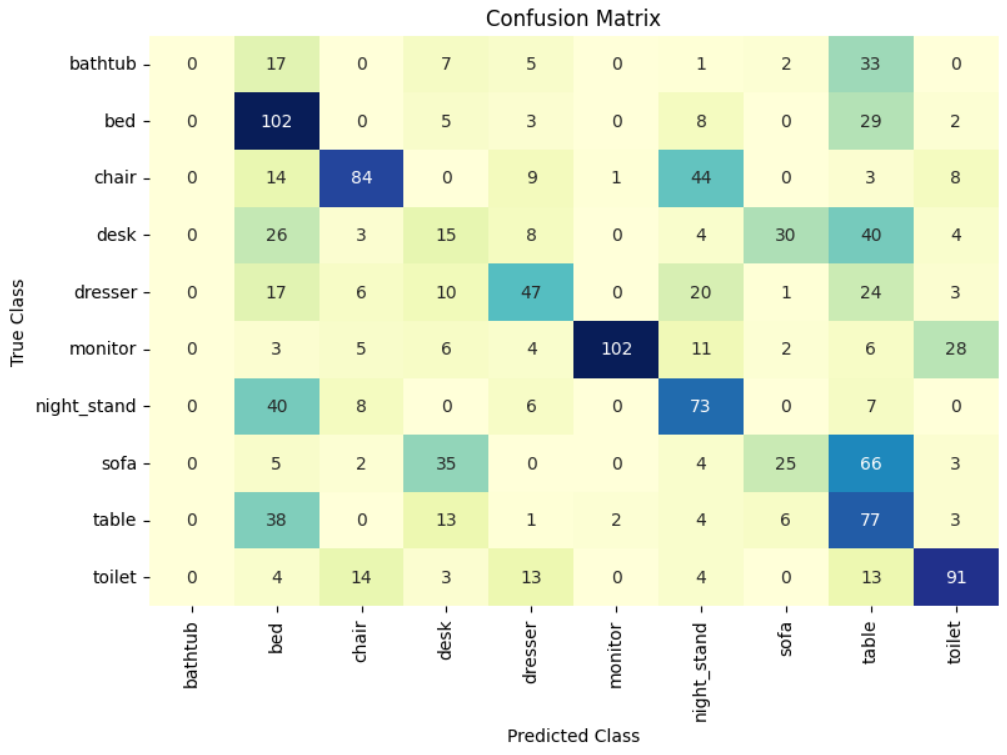 Confusion Matrix
True Class
bathtub 0 17 0 7 5 0 1 2 33 0
bed 0 102 0 5 3 0 8 0 29 2
chair 0 14 84 0 9 1 44 0 3 8
desk 0 26 3 15 8 0 4 30 40 4
dresser 0 17 6 10 47 0 20 1 24 3
monitor 0 3 5 6 4 102 11 2 6 28
night_stand 0 40 8 0 6 0 73 0 7 0
sofa 0 5 2 35 0 0 4 25 66 3
table 0 38 0 13 1 2 4 6 77 3
toilet 0 4 14 3 13 0 4 0 13 91
bathtub bed chair desk dresser monitor night_stand sofa table toilet
Predicted Class